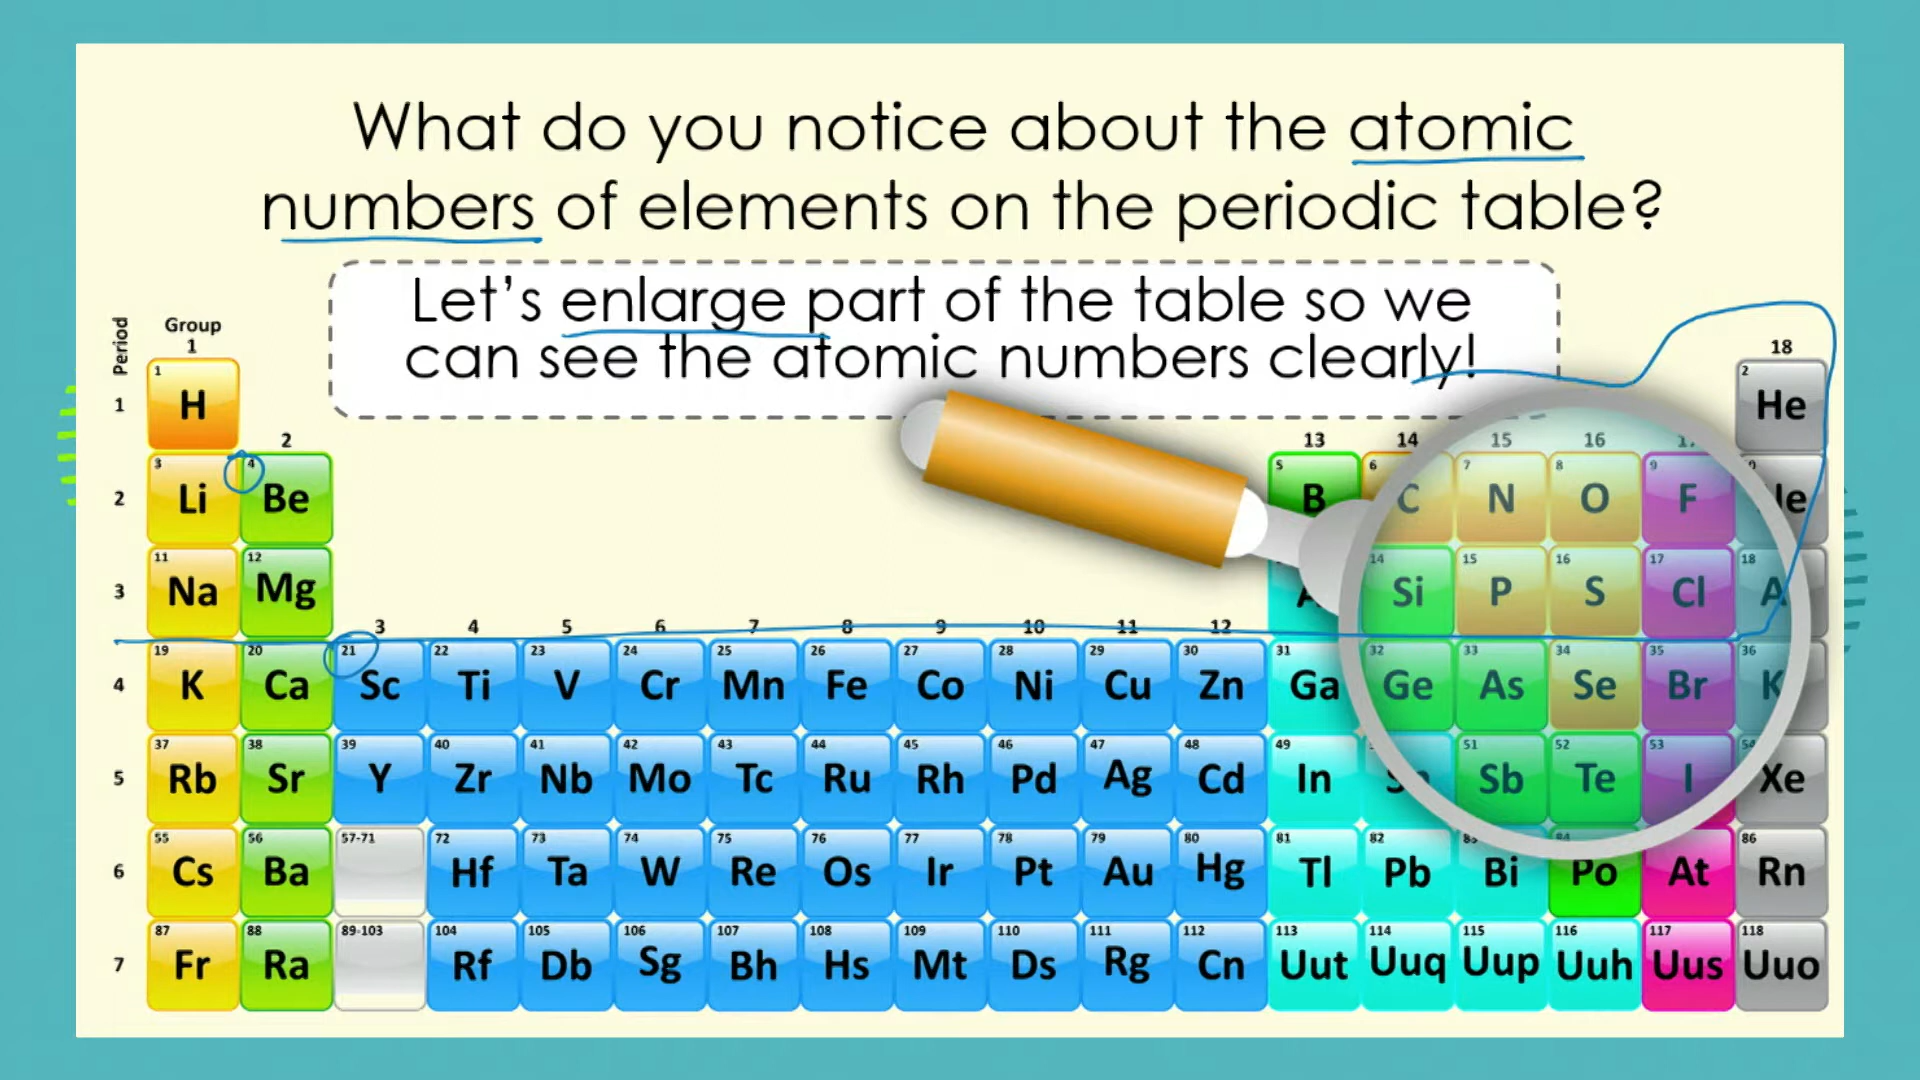 What do you notice about the atomic
numbers of elements on the periodic table?
Let's enlarge part of the table so we
can see the atomic numbers clearly!
Period
Group
1 18
1 1 H 2 He
2 13 14 15 16
2 3 Li 4 Be 5 B 6 C 7 N 8 O 9 F
3 11 Na 12 Mg 14 Si 15 P 16 S 17 Cl 18
3 4 5 6 7 8 9 10 11 12
4 19 K 20 Ca 21 Sc 22 Ti 23 V 24 Cr 25 Mn 26 Fe 27 Co 28 Ni 29 Cu 30 Zn 31 Ga 32 Ge 33 As 34 Se 35 Br 36
5 37 Rb 38 Sr 39 Y 40 Zr 41 Nb 42 Mo 43 Tc 44 Ru 45 Rh 46 Pd 47 Ag 48 Cd 49 In 51 Sb 52 Te 53 I 54 Xe
6 55 Cs 56 Ba 57-71 72 Hf 73 Ta 74 W 75 Re 76 Os 77 Ir 78 Pt 79 Au 80 Hg 81 Tl 82 Pb 83 Bi 84 Po At 86 Rn
7 87 Fr 88 Ra 89-103 104 Rf 105 Db 106 Sg 107 Bh 108 Hs 109 Mt 110 Ds 111 Rg 112 Cn 113 Uut 114 Uuq 115 Uup 116 Uuh 117 Uus 118 Uuo